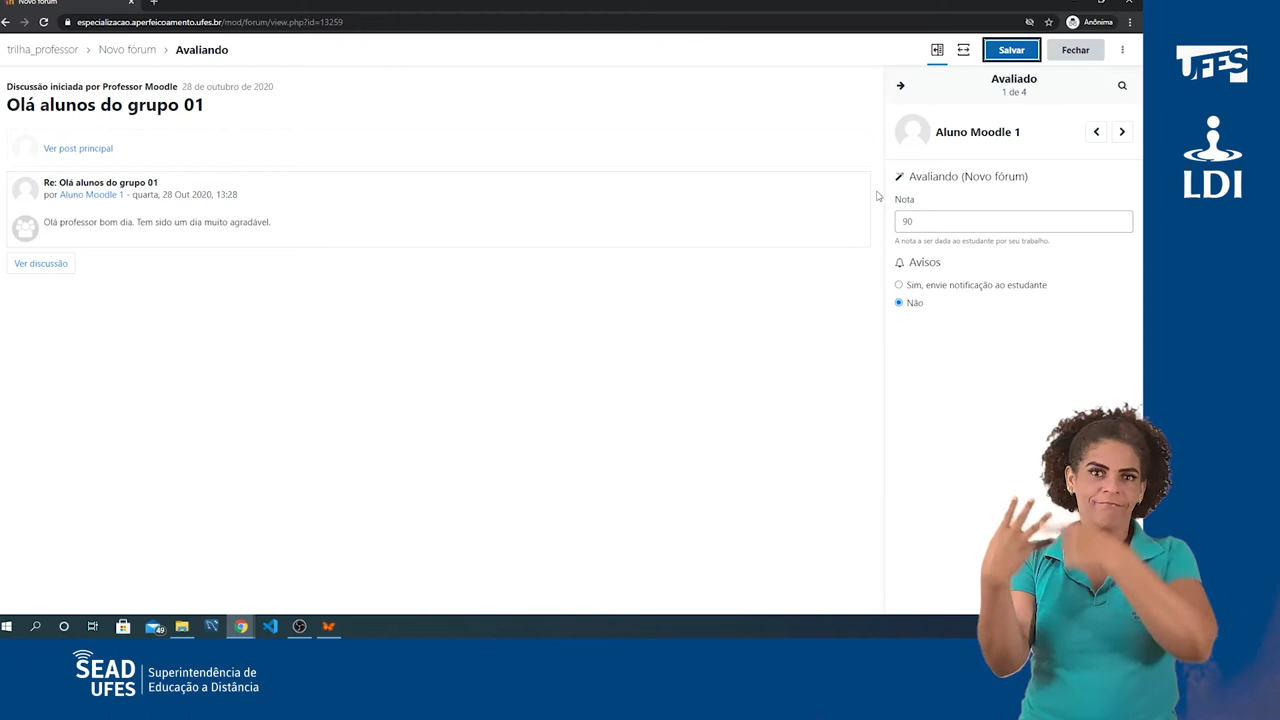 Novo fórum
especializacao.aperfeicoamento.ufes.br/mod/forum/view.php?id=13259
Anônima
trilha_professor > Novo fórum > Avaliando
Salvar
Fechar
Discussão iniciada por Professor Moodle 28 de outubro de 2020
Olá alunos do grupo 01
Ver post principal
Re: Olá alunos do grupo 01
por Aluno Moodle 1 - quarta, 28 Out 2020, 13:28
Olá professor bom dia. Tem sido um dia muito agradável.
Ver discussão
Avaliado
1 de 4
Aluno Moodle 1
Avaliando (Novo fórum)
Nota
90
A nota a ser dada ao estudante por seu trabalho.
Avisos
Sim, envie notificação ao estudante
Não
UFES
LDI
49
SEAD
UFES
Superintendência de
Educação a Distância